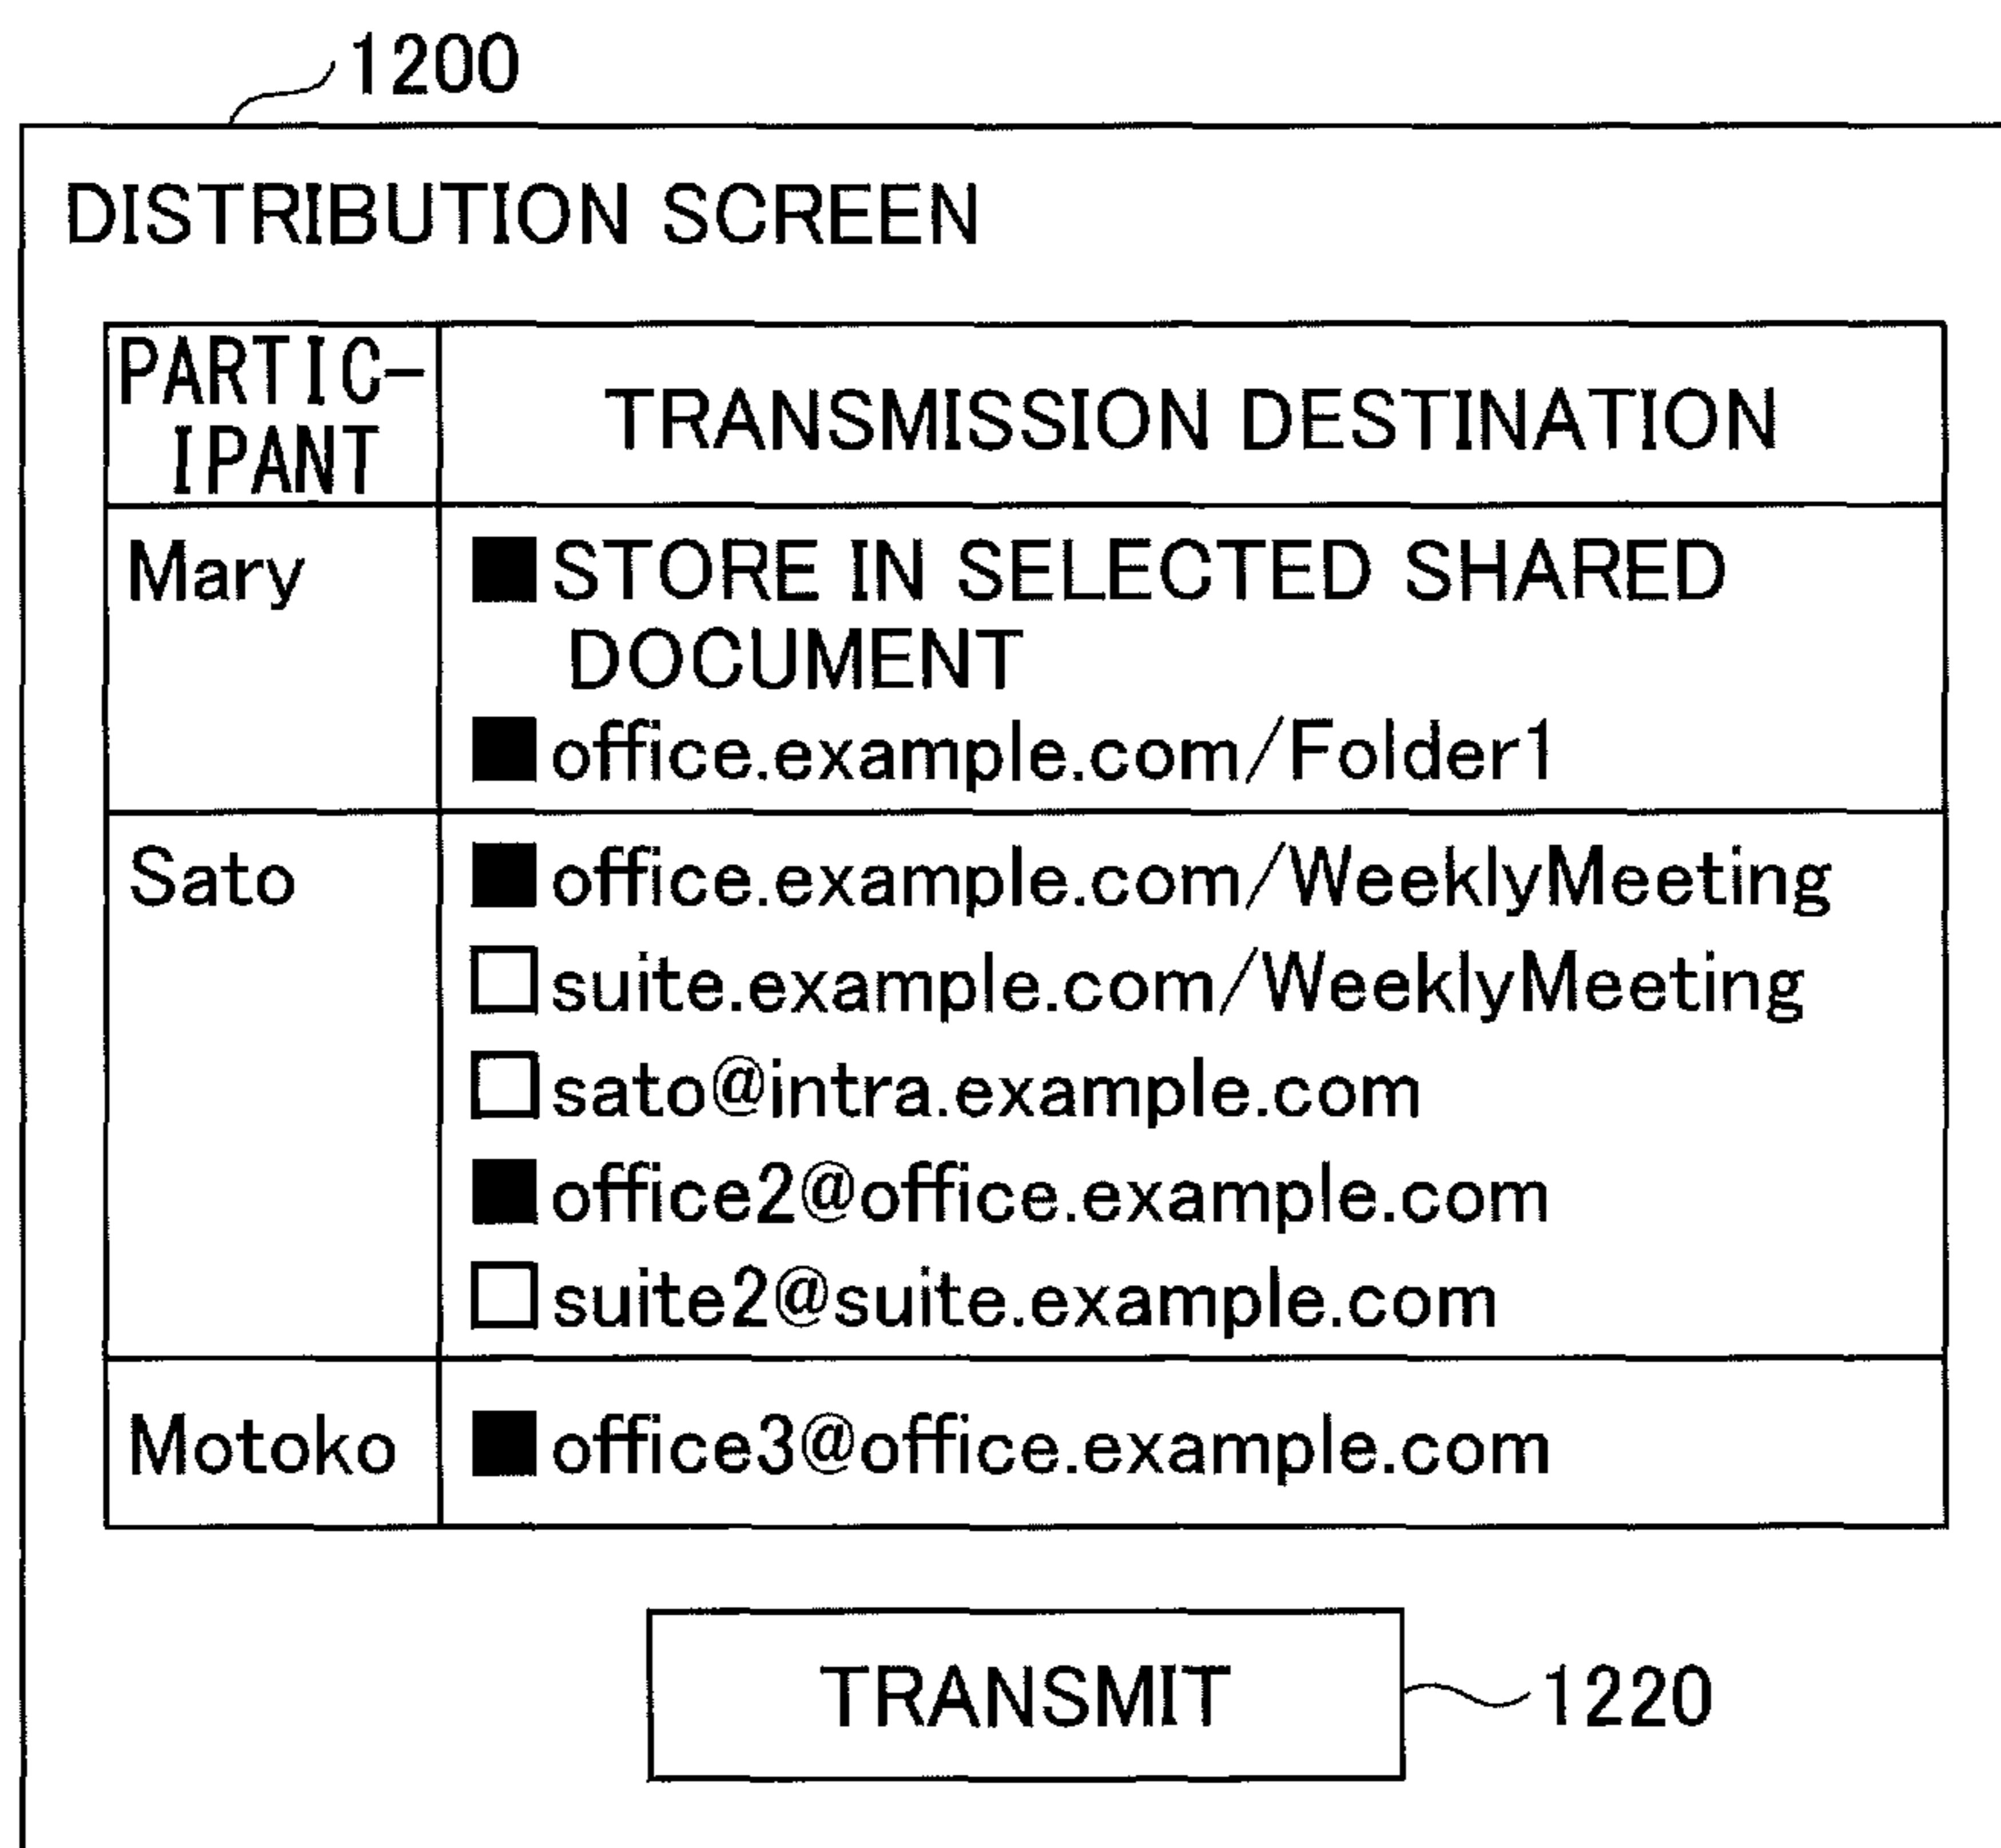 1200
DISTRIBUTION SCREEN
PARTIC-
IPANT
TRANSMISSION DESTINATION
Mary
■STORE IN SELECTED SHARED
DOCUMENT
■office.example.com/Folder1
Sato
■office.example.com/WeeklyMeeting
□suite.example.com/WeeklyMeeting
□sato@intra.example.com
■office2@office.example.com
□suite2@suite.example.com
Motoko
■office3@office.example.com
TRANSMIT
1220